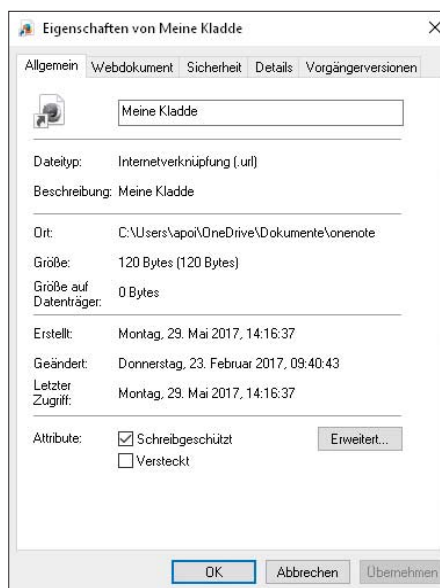 Eigenschaften von Meine Kladde
Allgemein Webdokument Sicherheit Details Vorgängerversionen
Meine Kladde
Dateityp: Internetverknüpfung (.url)
Beschreibung: Meine Kladde
Ort: C:\Users\apoi\OneDrive\Dokumente\onenote
Größe: 120 Bytes (120 Bytes)
Größe auf
Datenträger: 0 Bytes
Erstellt: Montag, 29. Mai 2017, 14:16:37
Geändert: Donnerstag, 23. Februar 2017, 09:40:43
Letzter
Zugriff: Montag, 29. Mai 2017, 14:16:37
Attribute: Schreibgeschützt Erweitert...
Versteckt
OK Abbrechen Übernehmen